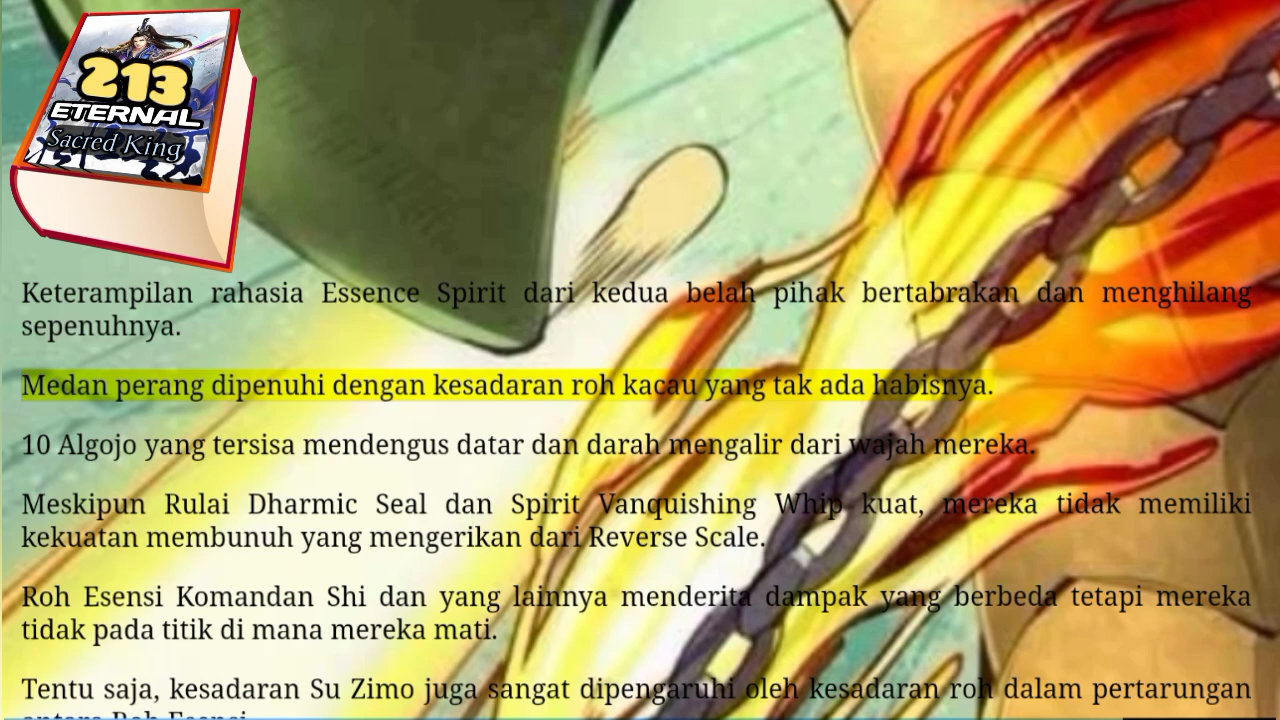 213
ETERNAL
Sacred King
Keterampilan rahasia Essence Spirit dari kedua belah pihak bertabrakan dan menghilang
sepenuhnya.
Medan perang dipenuhi dengan kesadaran roh kacau yang tak ada habisnya.
10 Algojo yang tersisa mendengus datar dan darah mengalir dari wajah mereka.
Meskipun Rulai Dharmic Seal dan Spirit Vanquishing Whip kuat, mereka tidak memiliki
kekuatan membunuh yang mengerikan dari Reverse Scale.
Roh Esensi Komandan Shi dan yang lainnya menderita dampak yang berbeda tetapi mereka
tidak pada titik di mana mereka mati.
Tentu saja, kesadaran Su Zimo juga sangat dipengaruhi oleh kesadaran roh dalam pertarungan
antara Roh Esensi.